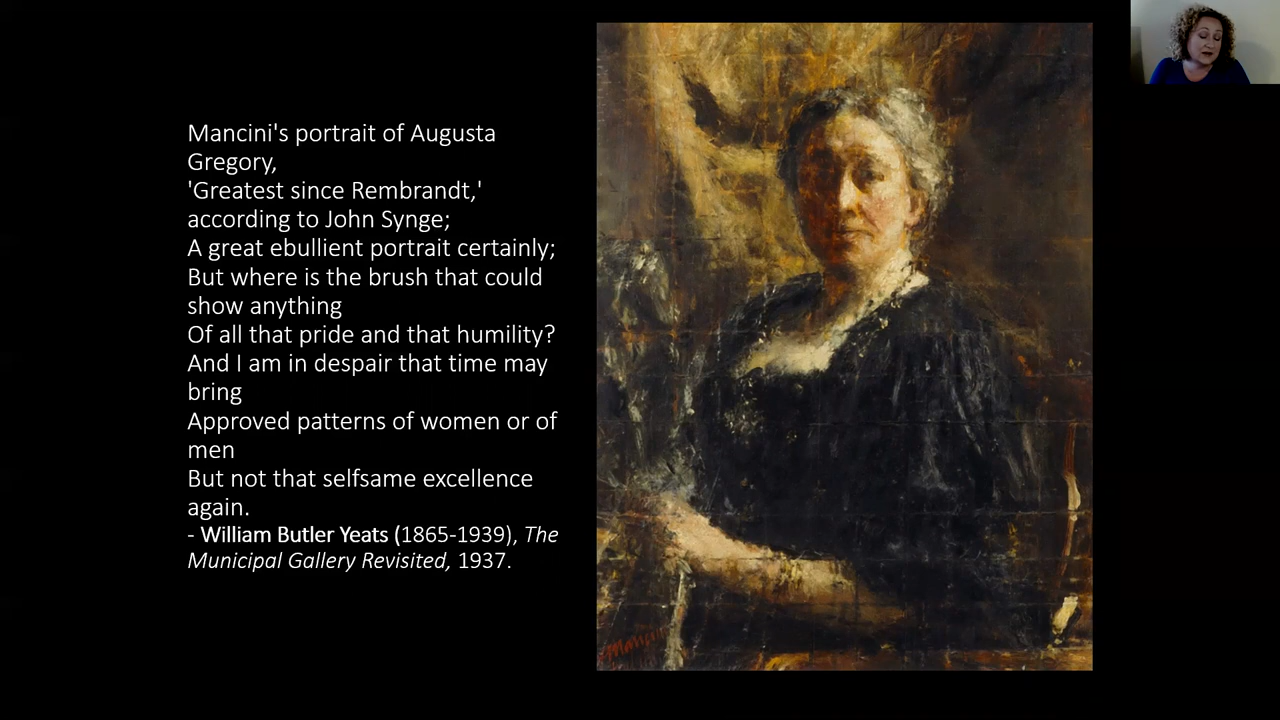 Mancini's portrait of Augusta
Gregory,
'Greatest since Rembrandt,'
according to John Synge;
A great ebullient portrait certainly;
But where is the brush that could
show anything
Of all that pride and that humility?
And I am in despair that time may
bring
Approved patterns of women or of
men
But not that selfsame excellence
again.
- William Butler Yeats (1865-1939), The
Municipal Gallery Revisited, 1937.